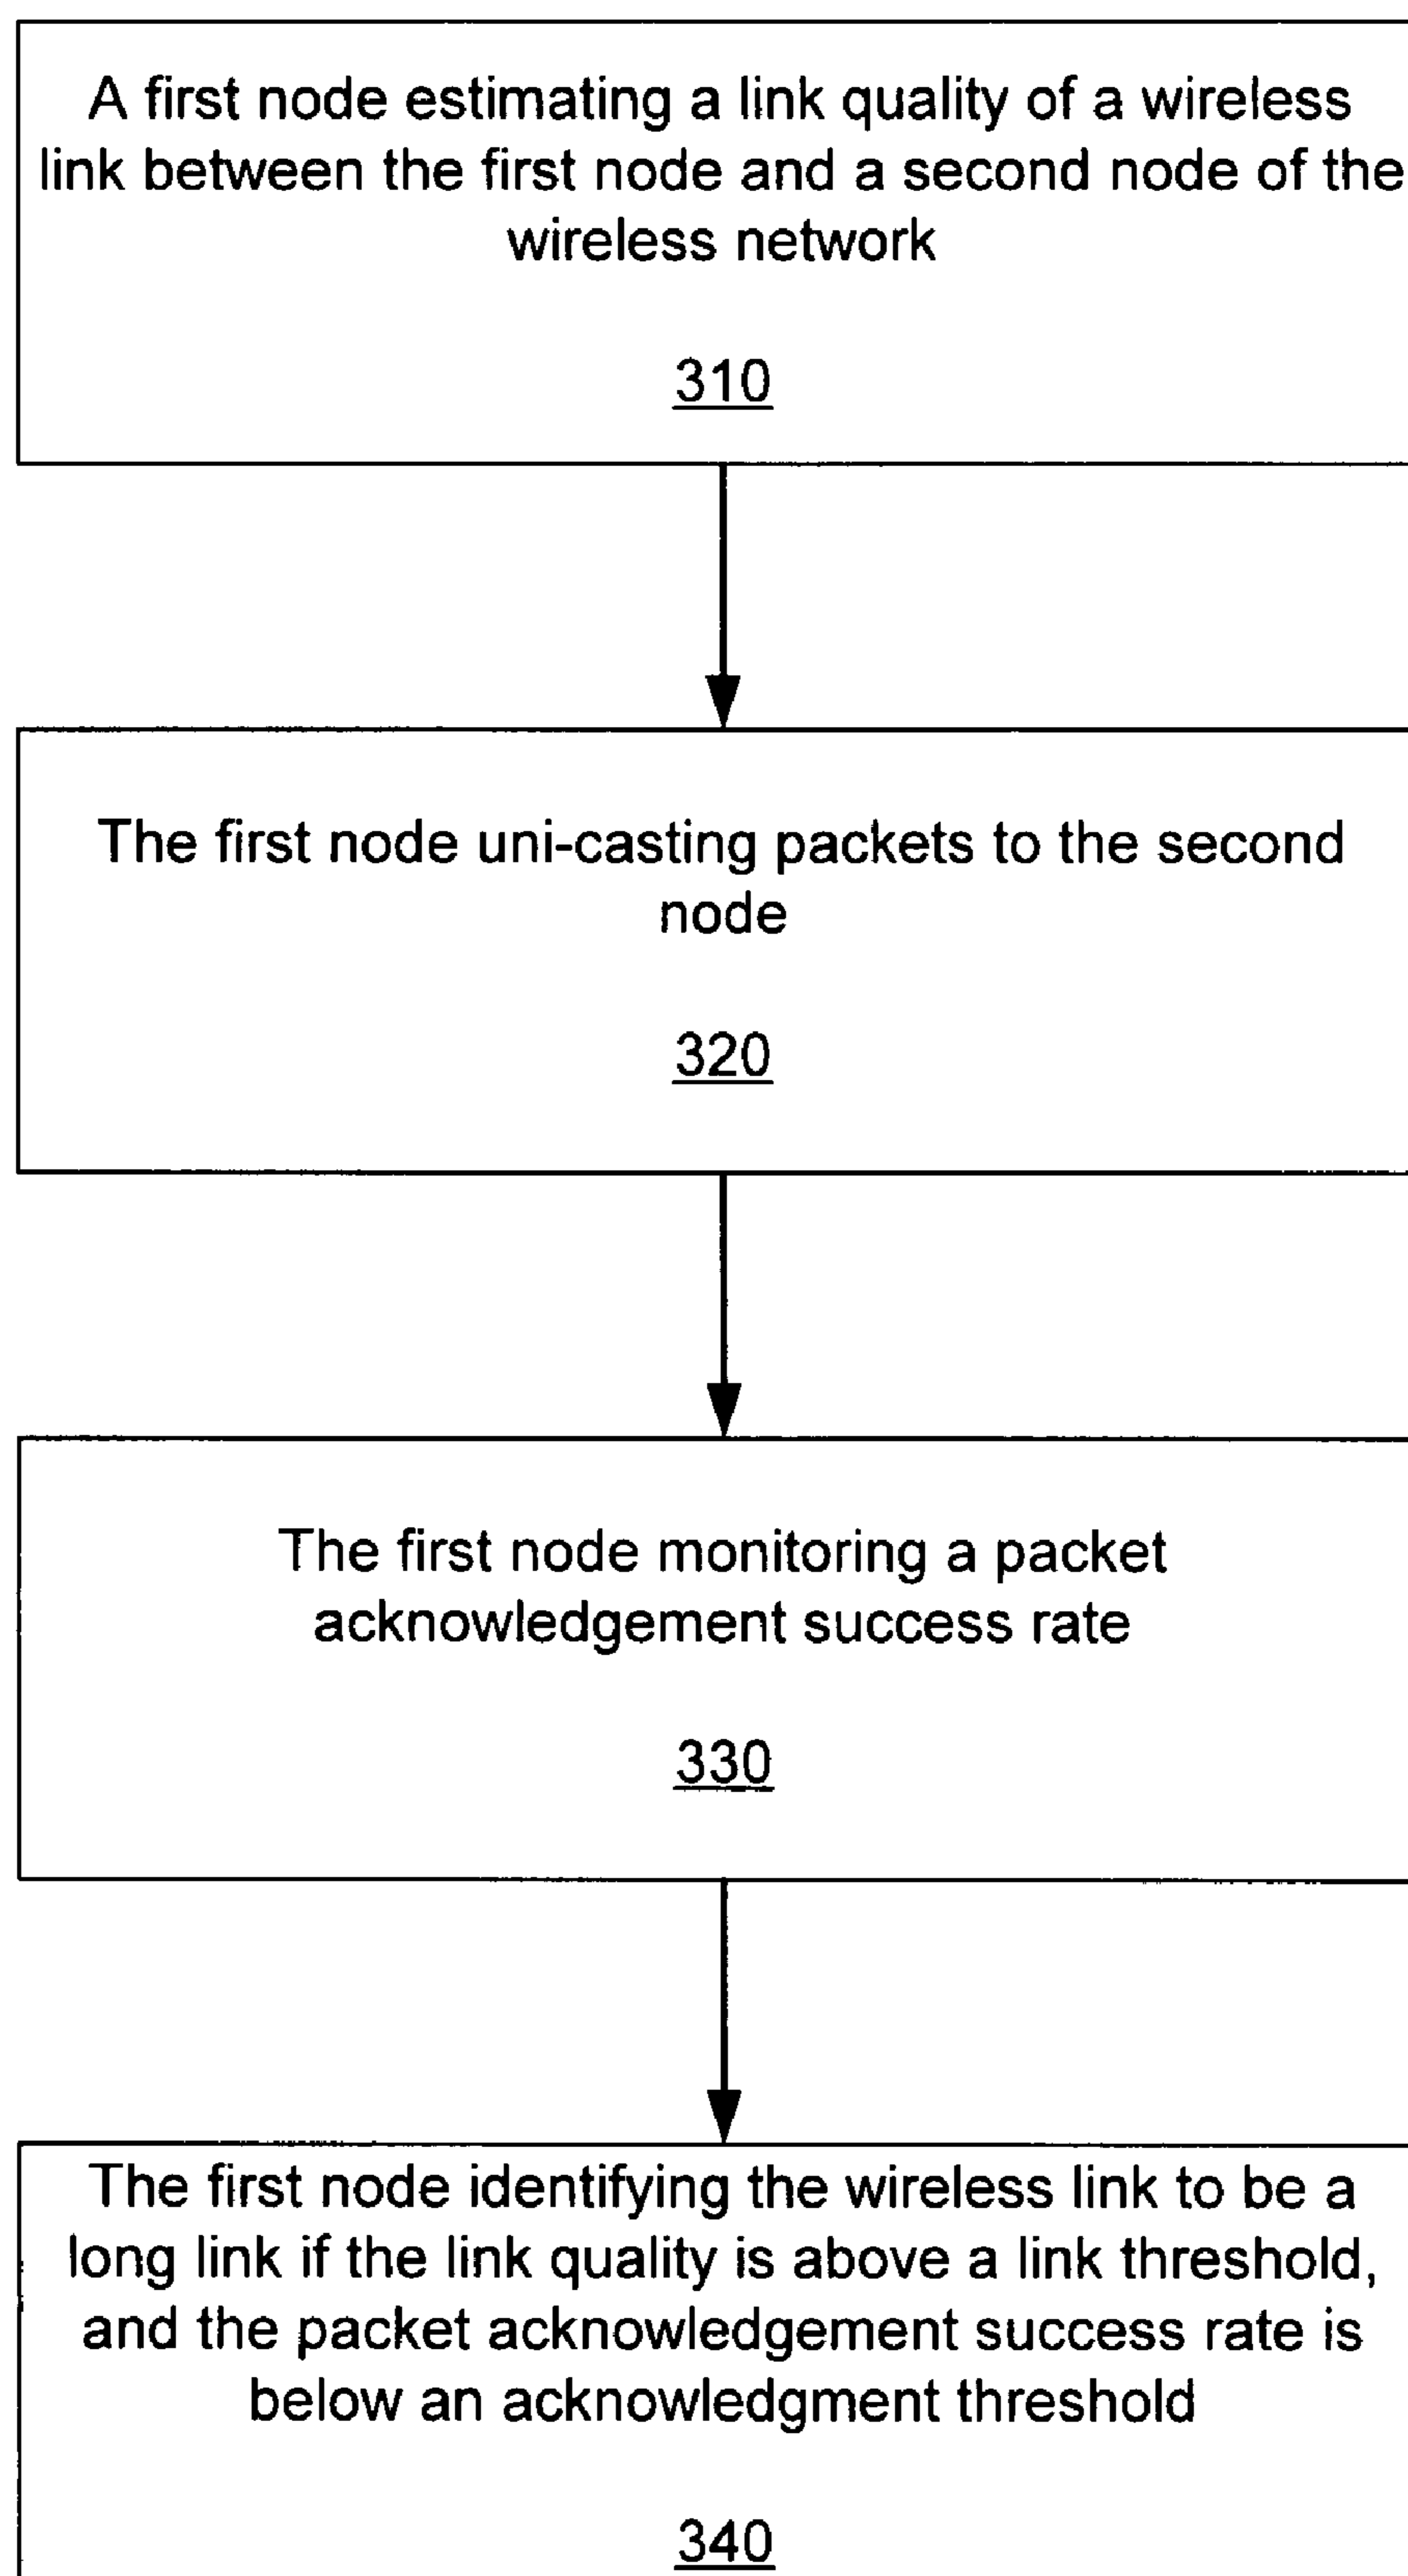 A first node estimating a link quality of a wireless
link between the first node and a second node of the
wireless network
310
The first node uni-casting packets to the second
node
320
The first node monitoring a packet
acknowledgement success rate
330
The first node identifying the wireless link to be a
long link if the link quality is above a link threshold,
and the packet acknowledgement success rate is
below an acknowledgment threshold
340